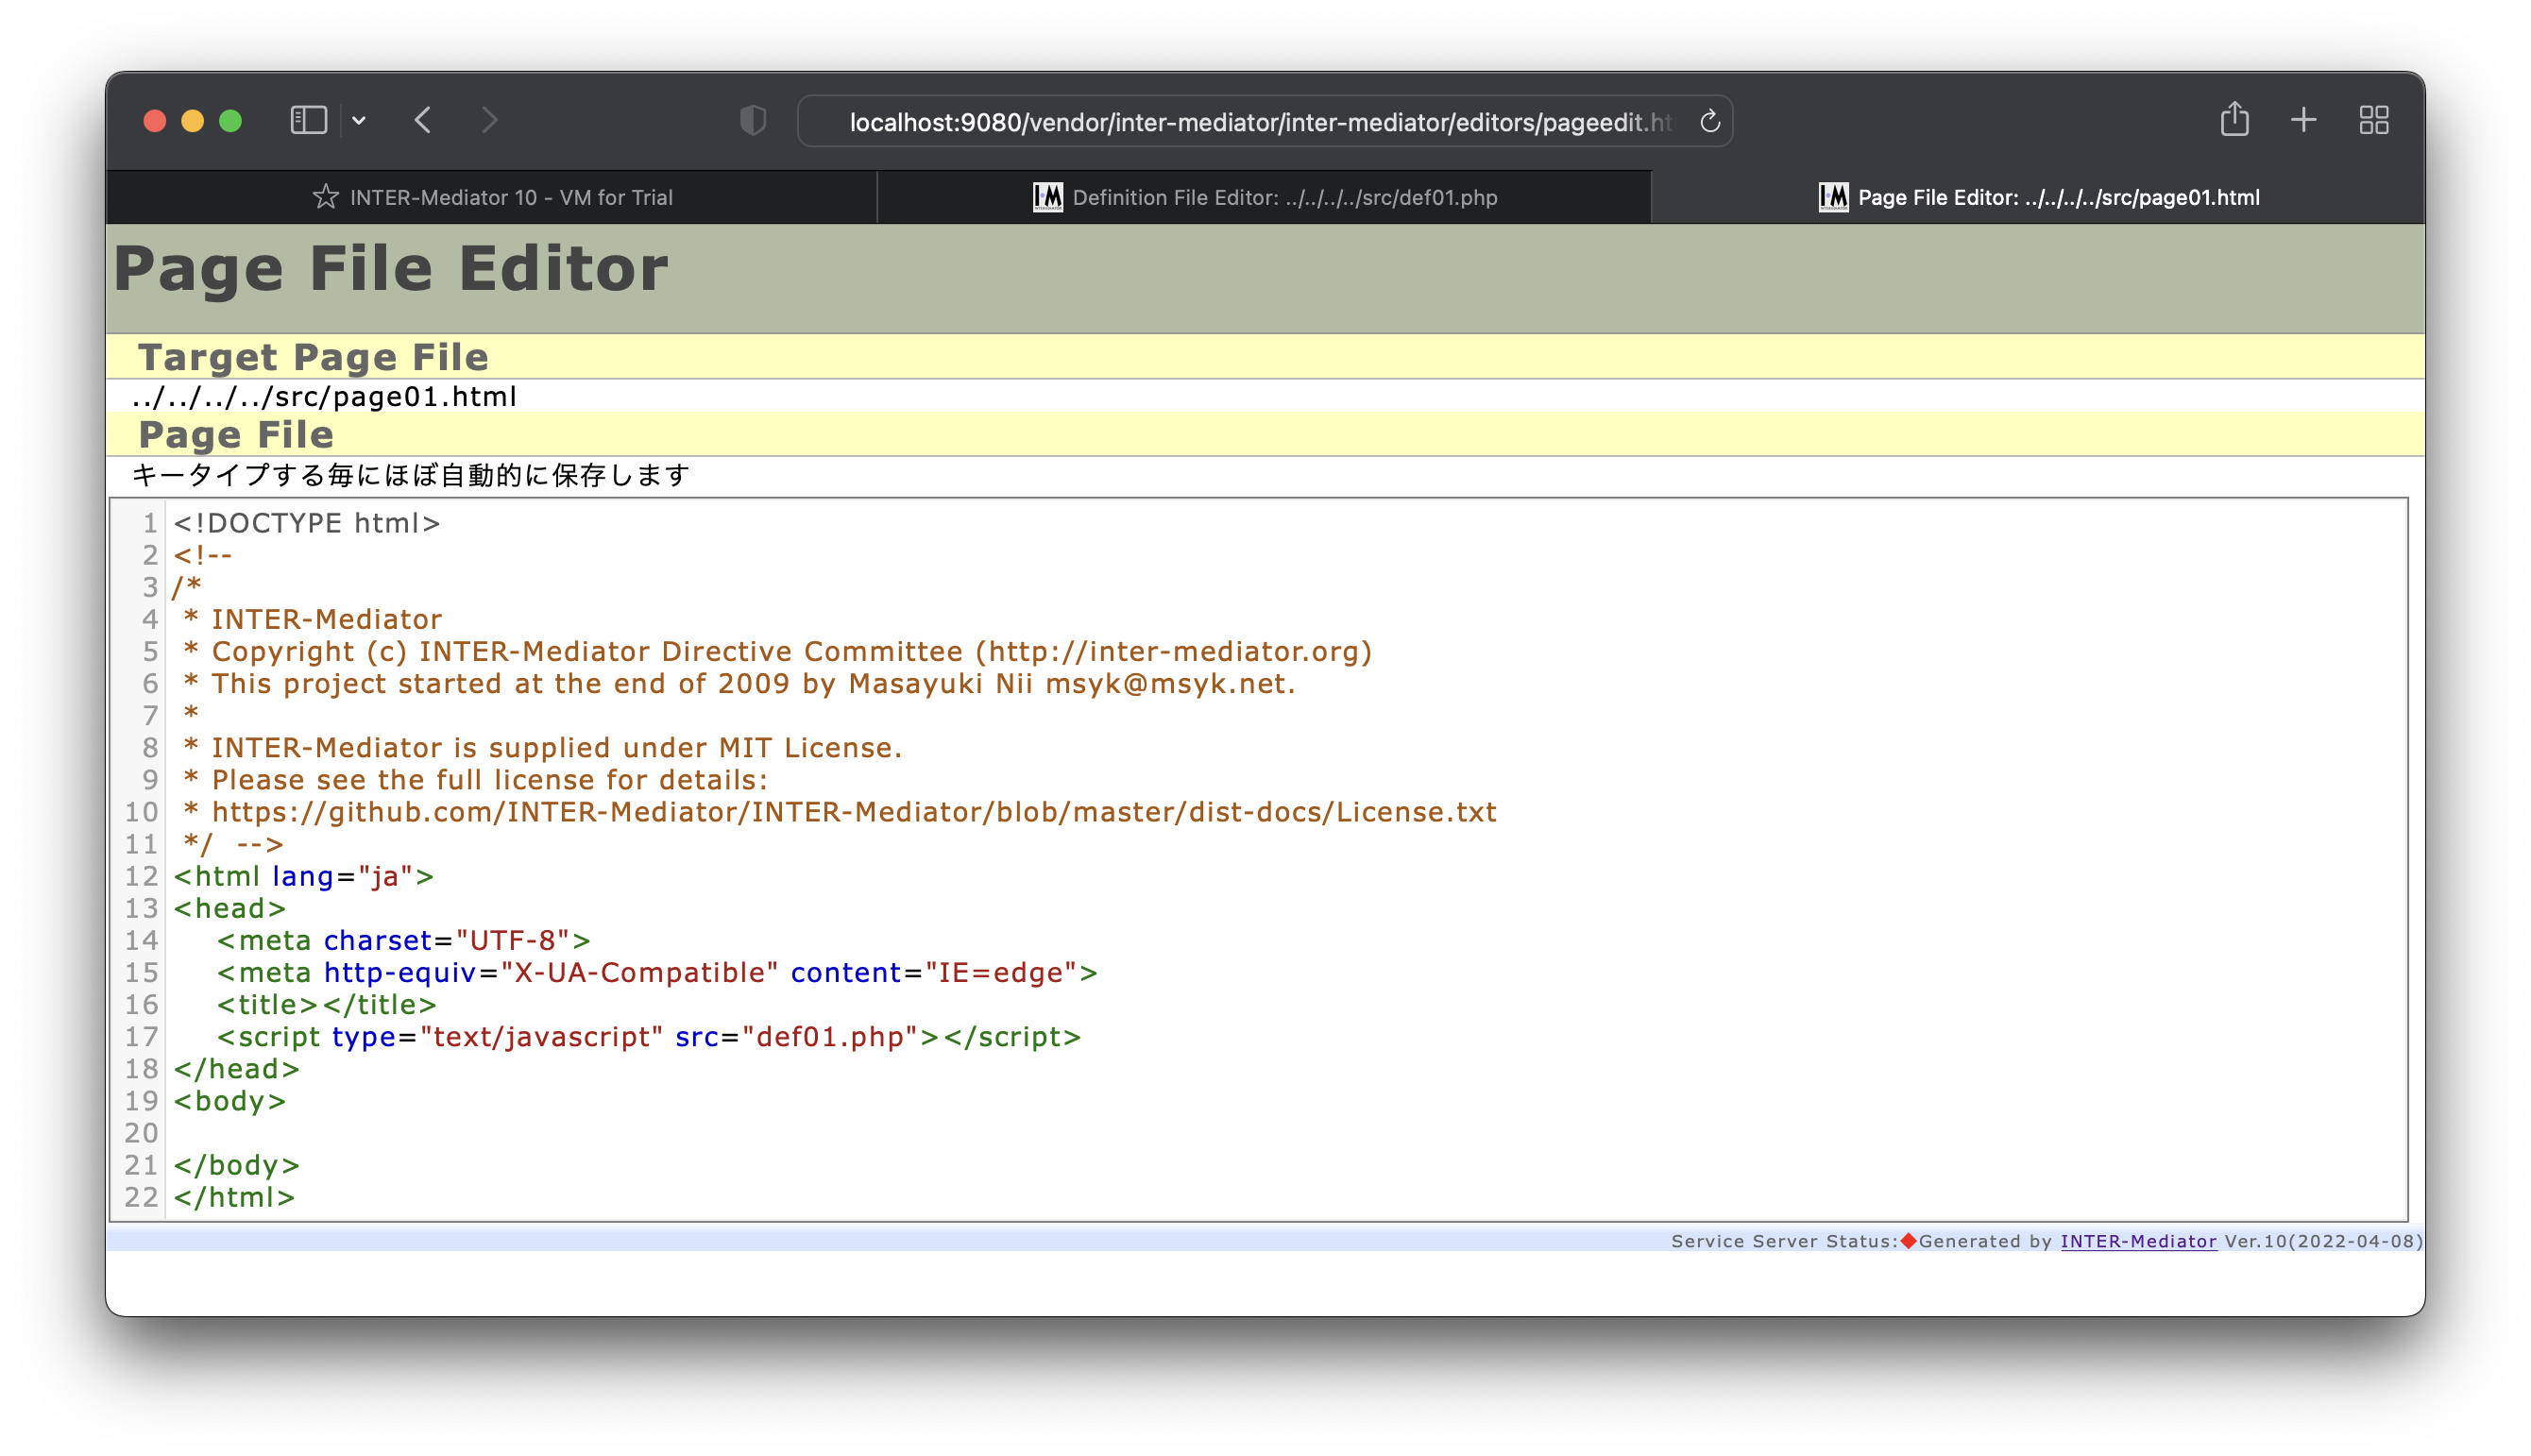 localhost:9080/vendor/inter-mediator/inter-mediator/editors/pageedit.ht
INTER-Mediator 10 - VM for Trial
I•M Definition File Editor: ../../../../src/def01.php
I•M Page File Editor: ../../../../src/page01.html
Page File Editor
Target Page File
../../../../src/page01.html
Page File
キータイプする毎にほぼ自動的に保存します
1 <!DOCTYPE html>
2 <!--
3 /*
4  * INTER-Mediator
5  * Copyright (c) INTER-Mediator Directive Committee (http://inter-mediator.org)
6  * This project started at the end of 2009 by Masayuki Nii msyk@msyk.net.
7  *
8  * INTER-Mediator is supplied under MIT License.
9  * Please see the full license for details:
10  * https://github.com/INTER-Mediator/INTER-Mediator/blob/master/dist-docs/License.txt
11  */  -->
12 <html lang="ja">
13 <head>
14     <meta charset="UTF-8">
15     <meta http-equiv="X-UA-Compatible" content="IE=edge">
16     <title></title>
17     <script type="text/javascript" src="def01.php"></script>
18 </head>
19 <body>
20
21 </body>
22 </html>
Service Server Status:◆Generated by INTER-Mediator Ver.10(2022-04-08)